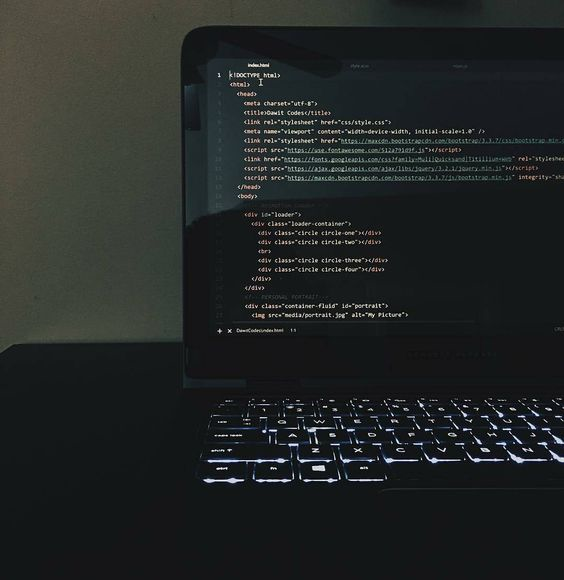 index.html style.scss main.js
1 <!DOCTYPE html>
<html>
<head>
<meta charset="utf-8">
<title>Dawit Codes</title>
<link rel="stylesheet" href="css/style.css">
<meta name="viewport" content="width=device-width, initial-scale=1.0" />
<link rel="stylesheet" href="https://maxcdn.bootstrapcdn.com/bootstrap/3.3.7/css/bootstrap.min.
<script src="https://use.fontawesome.com/512a791d9f.js"></script>
<link href="https://fonts.googleapis.com/css?family=Muli|Quicksand|Titillium+Web" rel="styleshe
<script src="https://ajax.googleapis.com/ajax/libs/jquery/3.2.1/jquery.min.js"></script>
<script src="https://maxcdn.bootstrapcdn.com/bootstrap/3.3.7/js/bootstrap.min.js" integrity="sha
</head>
<body>
<div id="loader">
<div class="loader-container">
<div class="circle circle-one"></div>
<div class="circle circle-two"></div>
<br>
<div class="circle circle-three"></div>
<div class="circle circle-four"></div>
</div>
</div>
<!-- PERSONAL PORTRAIT-->
<div class="container-fluid" id="portrait">
<img src="media/portrait.jpg" alt="My Picture">
+ × DawitCodes\index.html 1:1
Q W E R T Y U I O
caps lock A S D F G H J K
shift Z X C V B N
ctrl fn alt